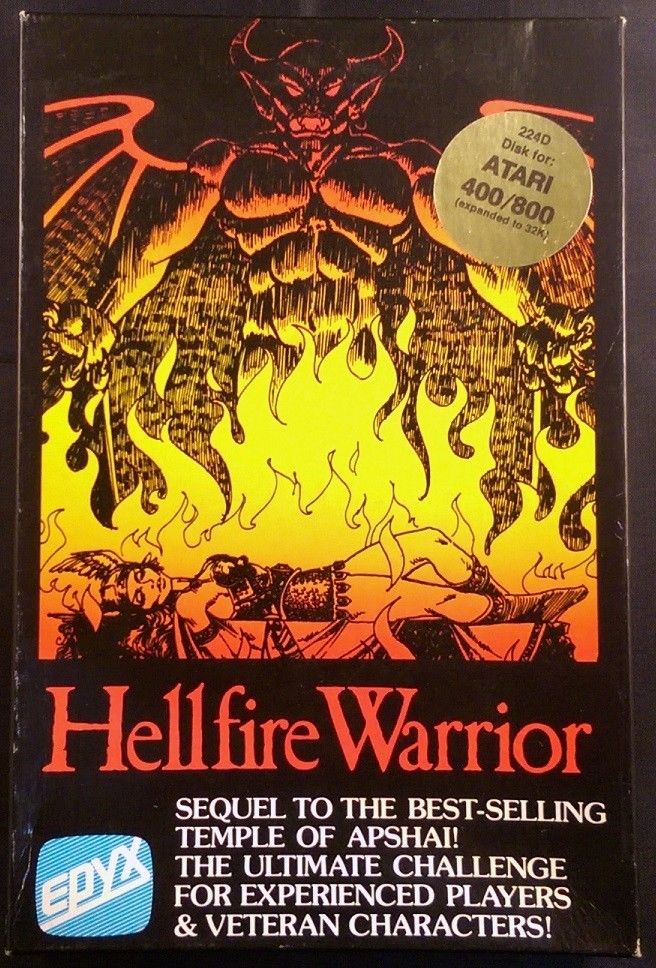 224D
Disk for:
ATARI
400/800
(expanded to 32K)
Hellfire Warrior
SEQUEL TO THE BEST-SELLING
TEMPLE OF APSHAI!
THE ULTIMATE CHALLENGE
FOR EXPERIENCED PLAYERS
& VETERAN CHARACTERS!
EPYX